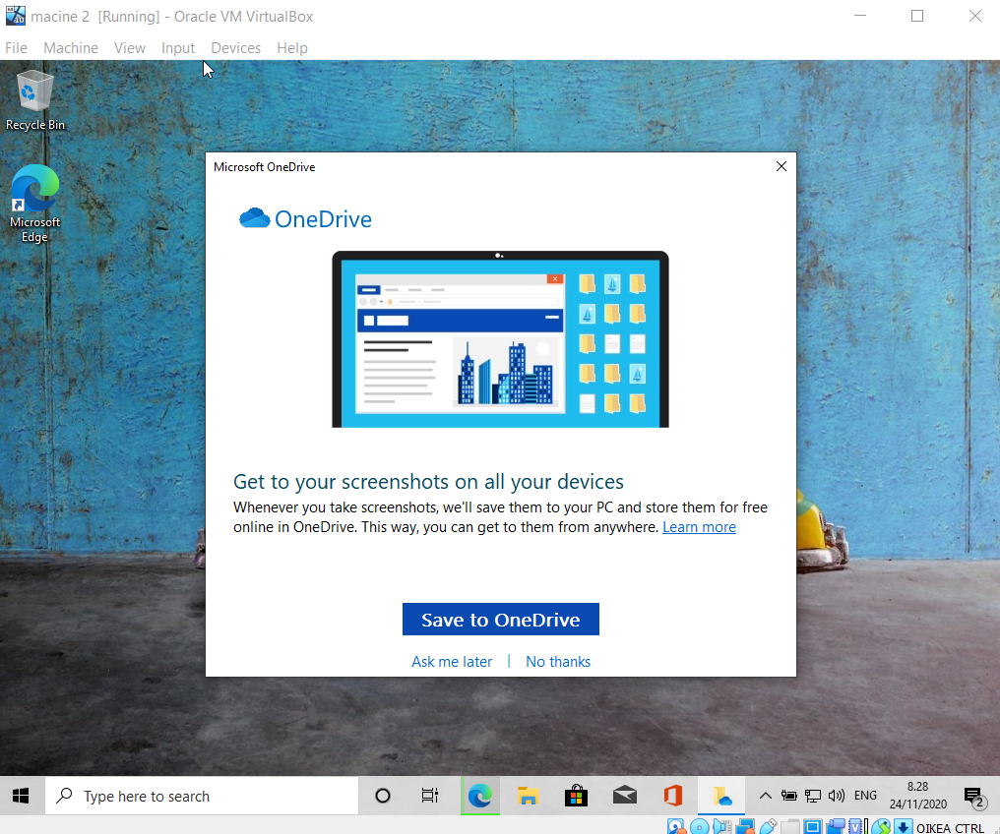 macine 2 [Running] - Oracle VM VirtualBox
File Machine View Input Devices Help
Recycle Bin
Microsoft
Edge
Microsoft OneDrive
OneDrive
Get to your screenshots on all your devices
Whenever you take screenshots, we'll save them to your PC and store them for free
online in OneDrive. This way, you can get to them from anywhere. Learn more
Save to OneDrive
Ask me later | No thanks
Type here to search
ENG
8.28
24/11/2020
2
OIKEA CTRL